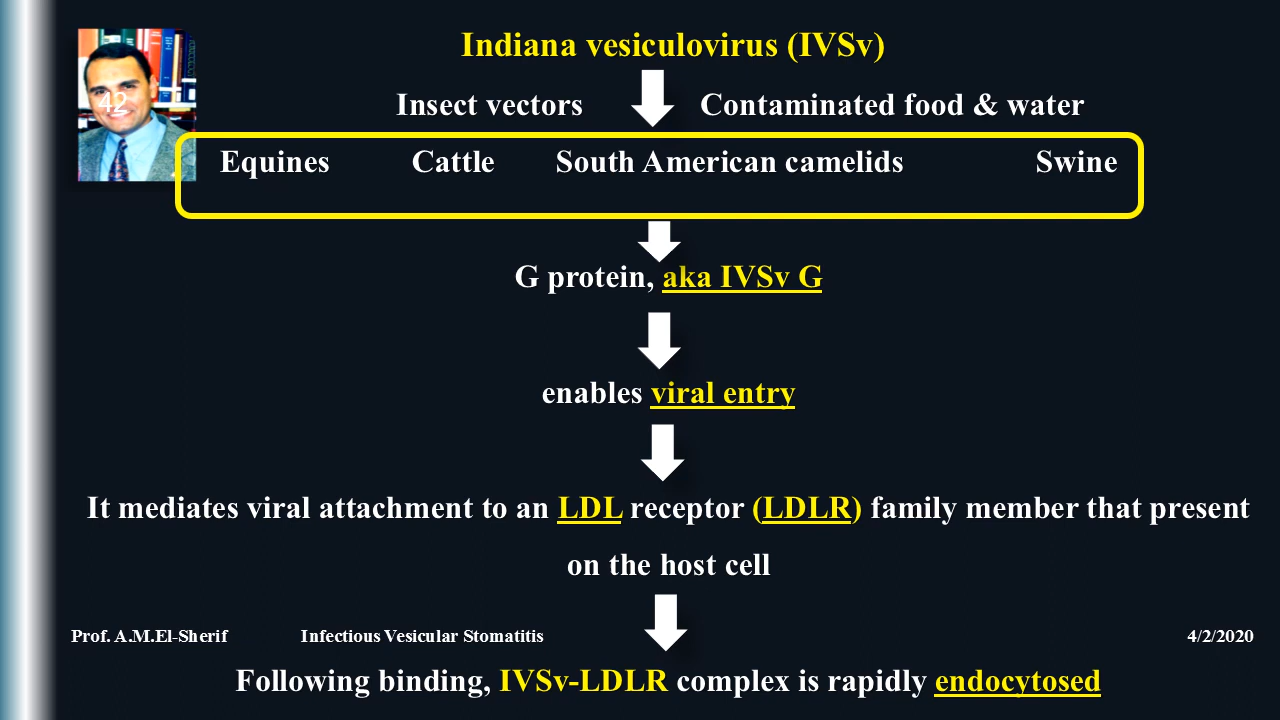 Indiana vesiculovirus (IVSv)
42
Insect vectors Contaminated food & water
Equines Cattle South American camelids Swine
G protein, aka IVSv G
enables viral entry
It mediates viral attachment to an LDL receptor (LDLR) family member that present
on the host cell
Prof. A.M.El-Sherif Infectious Vesicular Stomatitis 4/2/2020
Following binding, IVSv-LDLR complex is rapidly endocytosed